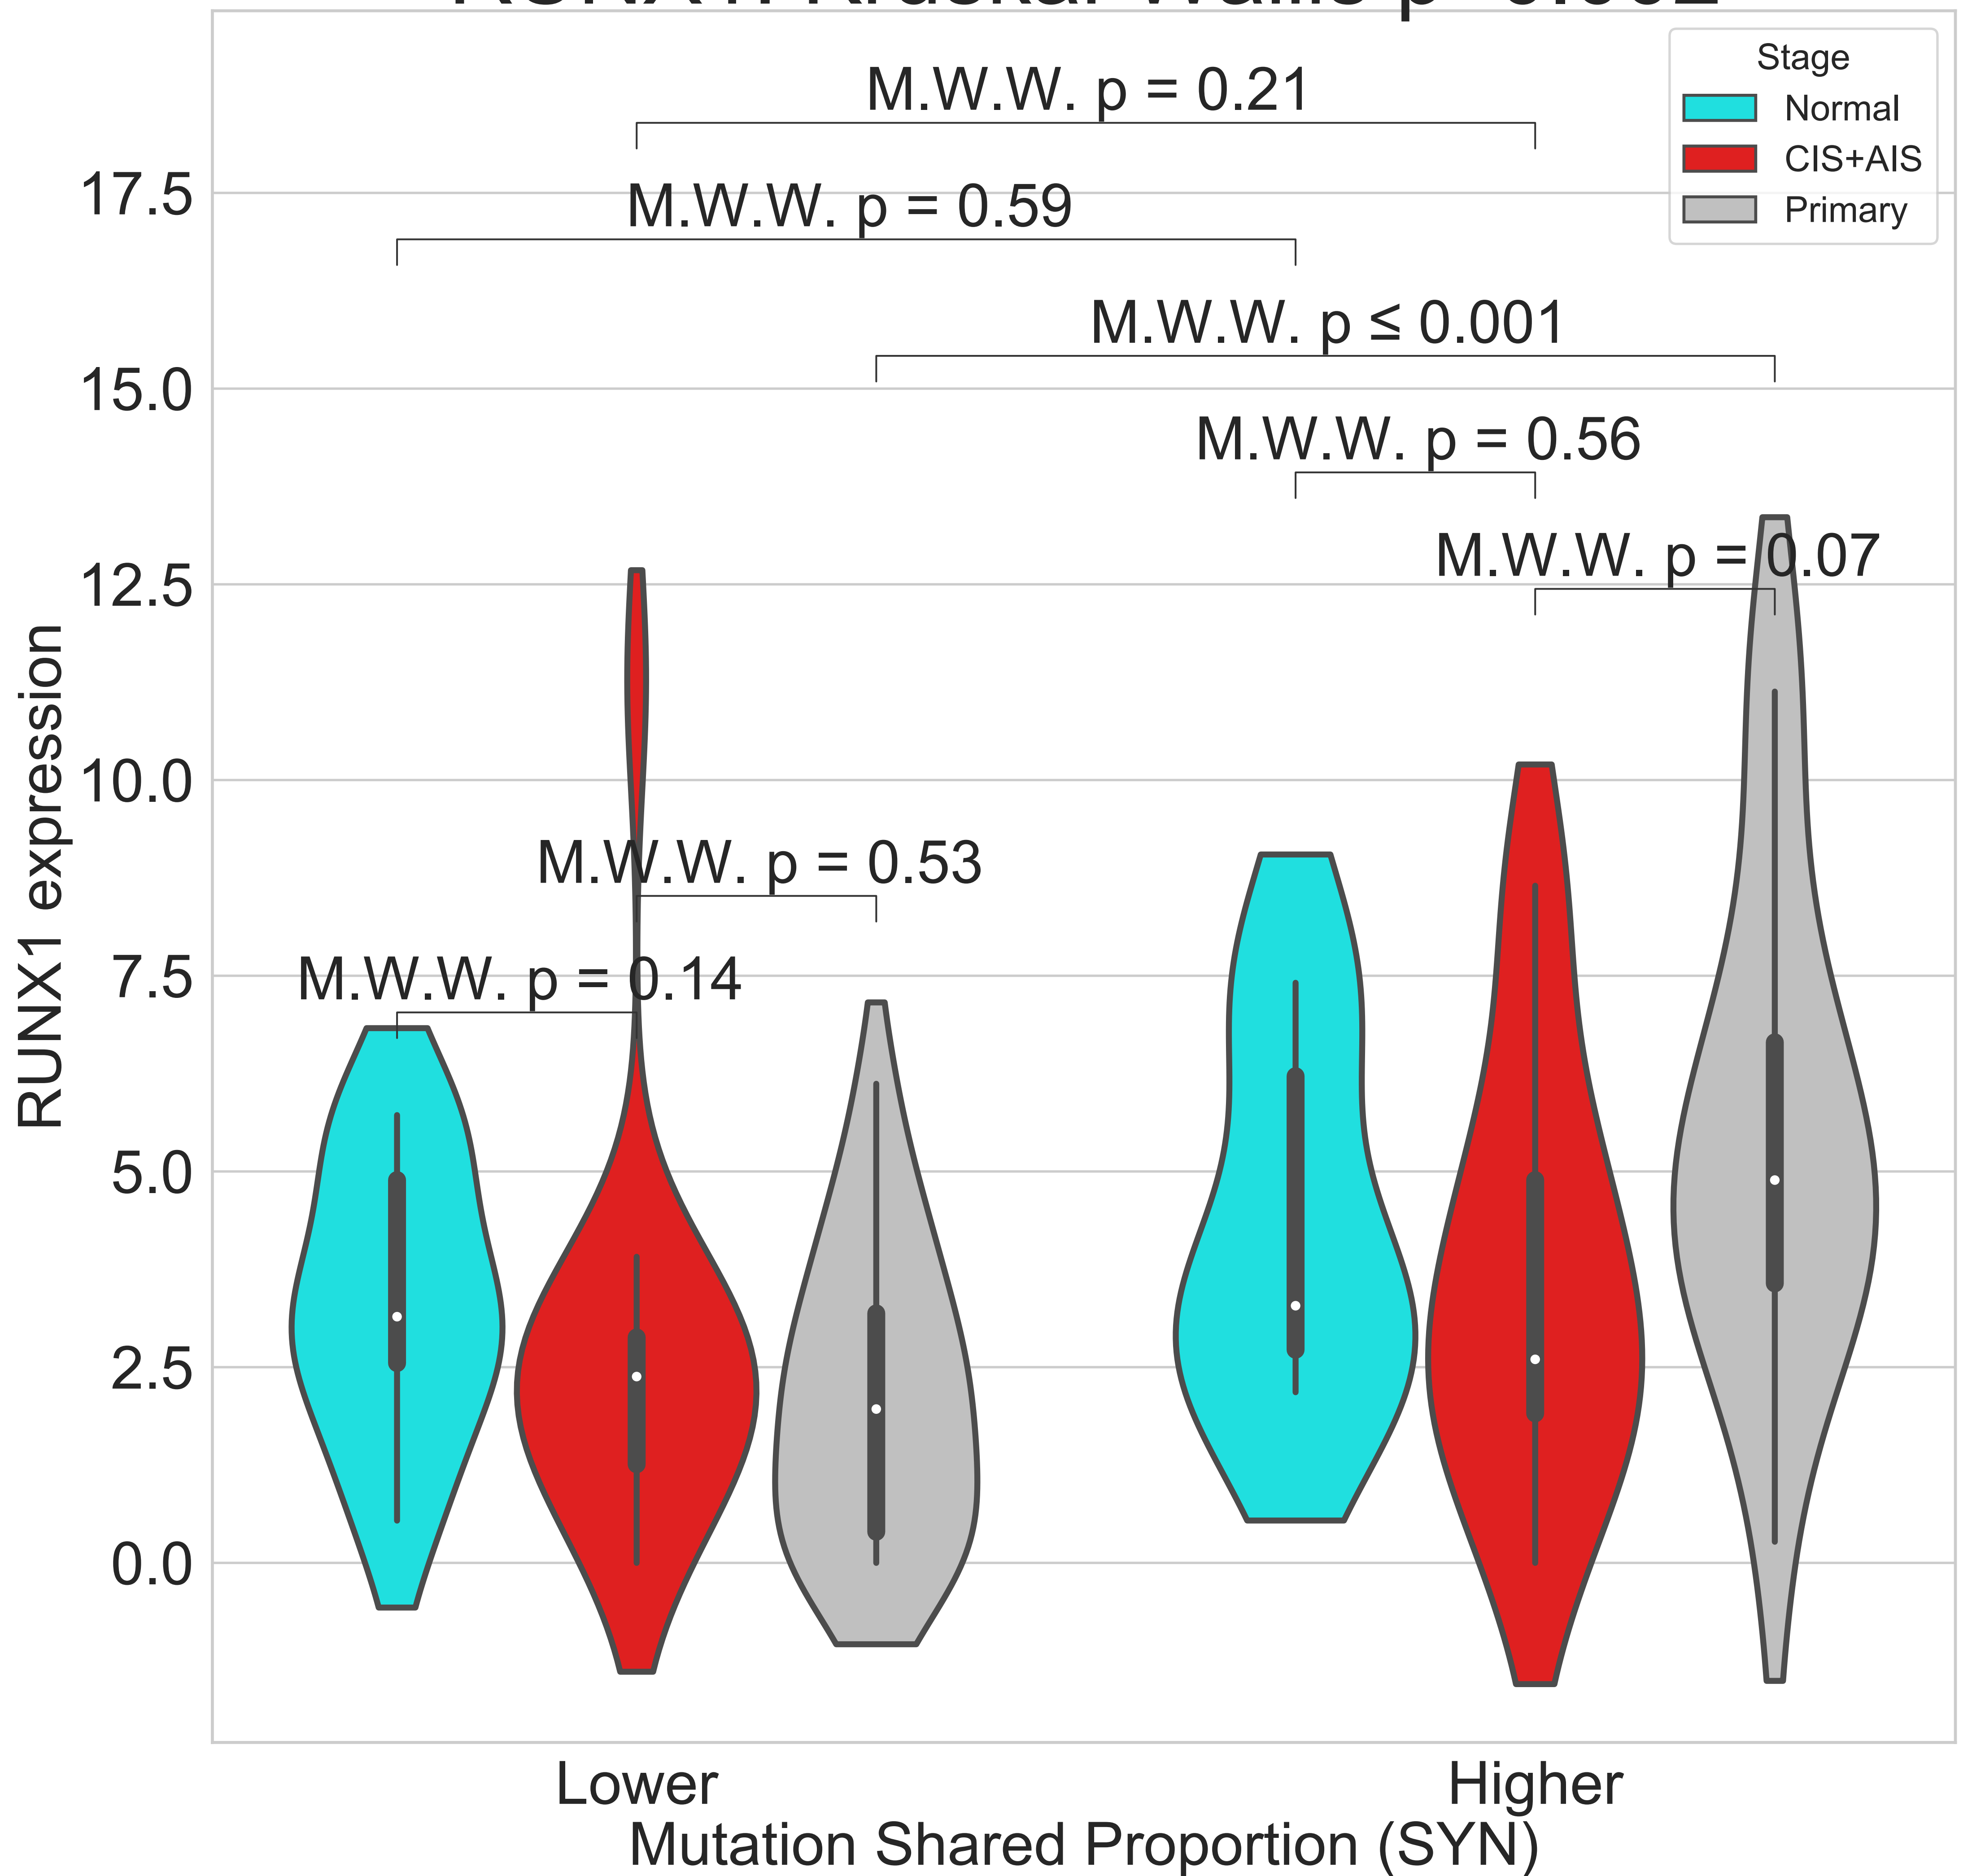 Stage
Normal
CIS+AIS
Primary
M.W.W. p = 0.21
M.W.W. p = 0.59
M.W.W. p ≤ 0.001
M.W.W. p = 0.56
M.W.W. p = 0.07
M.W.W. p = 0.53
M.W.W. p = 0.14
17.5
15.0
12.5
10.0
7.5
5.0
2.5
0.0
RUNX1 expression
Lower
Higher
Mutation Shared Proportion (SYN)